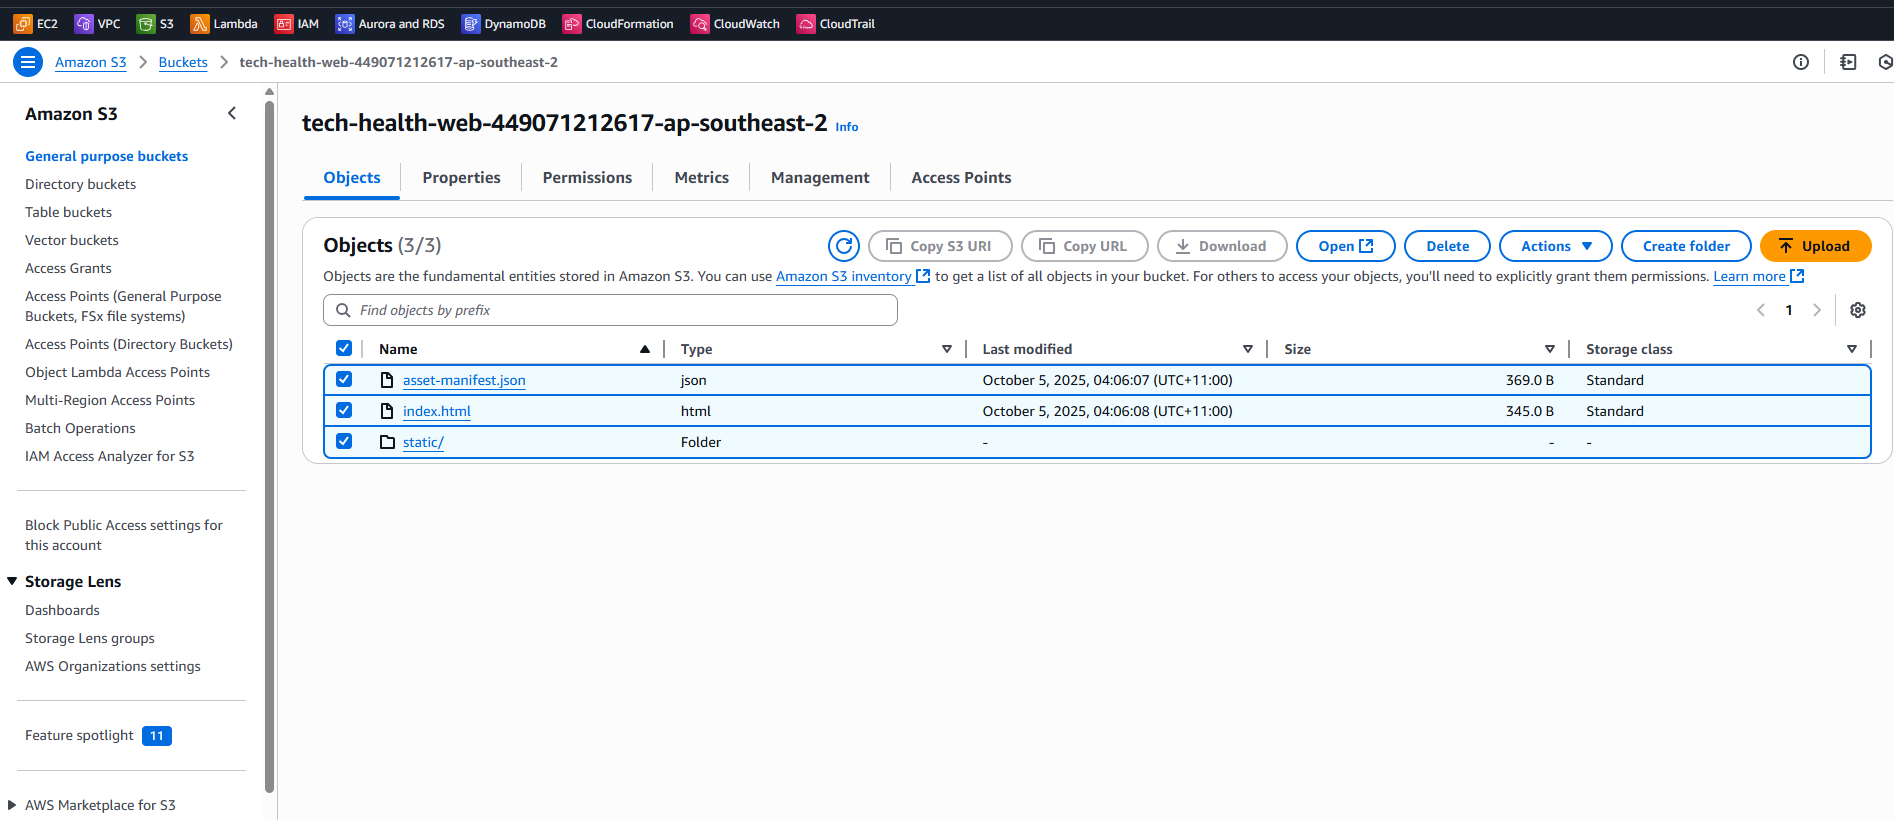 EC2 VPC S3 Lambda IAM Aurora and RDS DynamoDB CloudFormation CloudWatch CloudTrail
Amazon S3 Buckets tech-health-web-449071212617-ap-southeast-2
Amazon S3
General purpose buckets
Directory buckets
Table buckets
Vector buckets
Access Grants
Access Points (General Purpose
Buckets, FSx file systems)
Access Points (Directory Buckets)
Object Lambda Access Points
Multi-Region Access Points
Batch Operations
IAM Access Analyzer for S3
Block Public Access settings for
this account
Storage Lens
Dashboards
Storage Lens groups
AWS Organizations settings
Feature spotlight 11
AWS Marketplace for S3
tech-health-web-449071212617-ap-southeast-2 Info
Objects Properties Permissions Metrics Management Access Points
Objects (3/3) Copy S3 URI Copy URL Download Open Delete Actions Create folder Upload
Objects are the fundamental entities stored in Amazon S3. You can use Amazon S3 inventory to get a list of all objects in your bucket. For others to access your objects, you'll need to explicitly grant them permissions. Learn more
Find objects by prefix 1
Name Type Last modified Size Storage class
asset-manifest.json json October 5, 2025, 04:06:07 (UTC+11:00) 369.0 B Standard
index.html html October 5, 2025, 04:06:08 (UTC+11:00) 345.0 B Standard
static/ Folder - - -